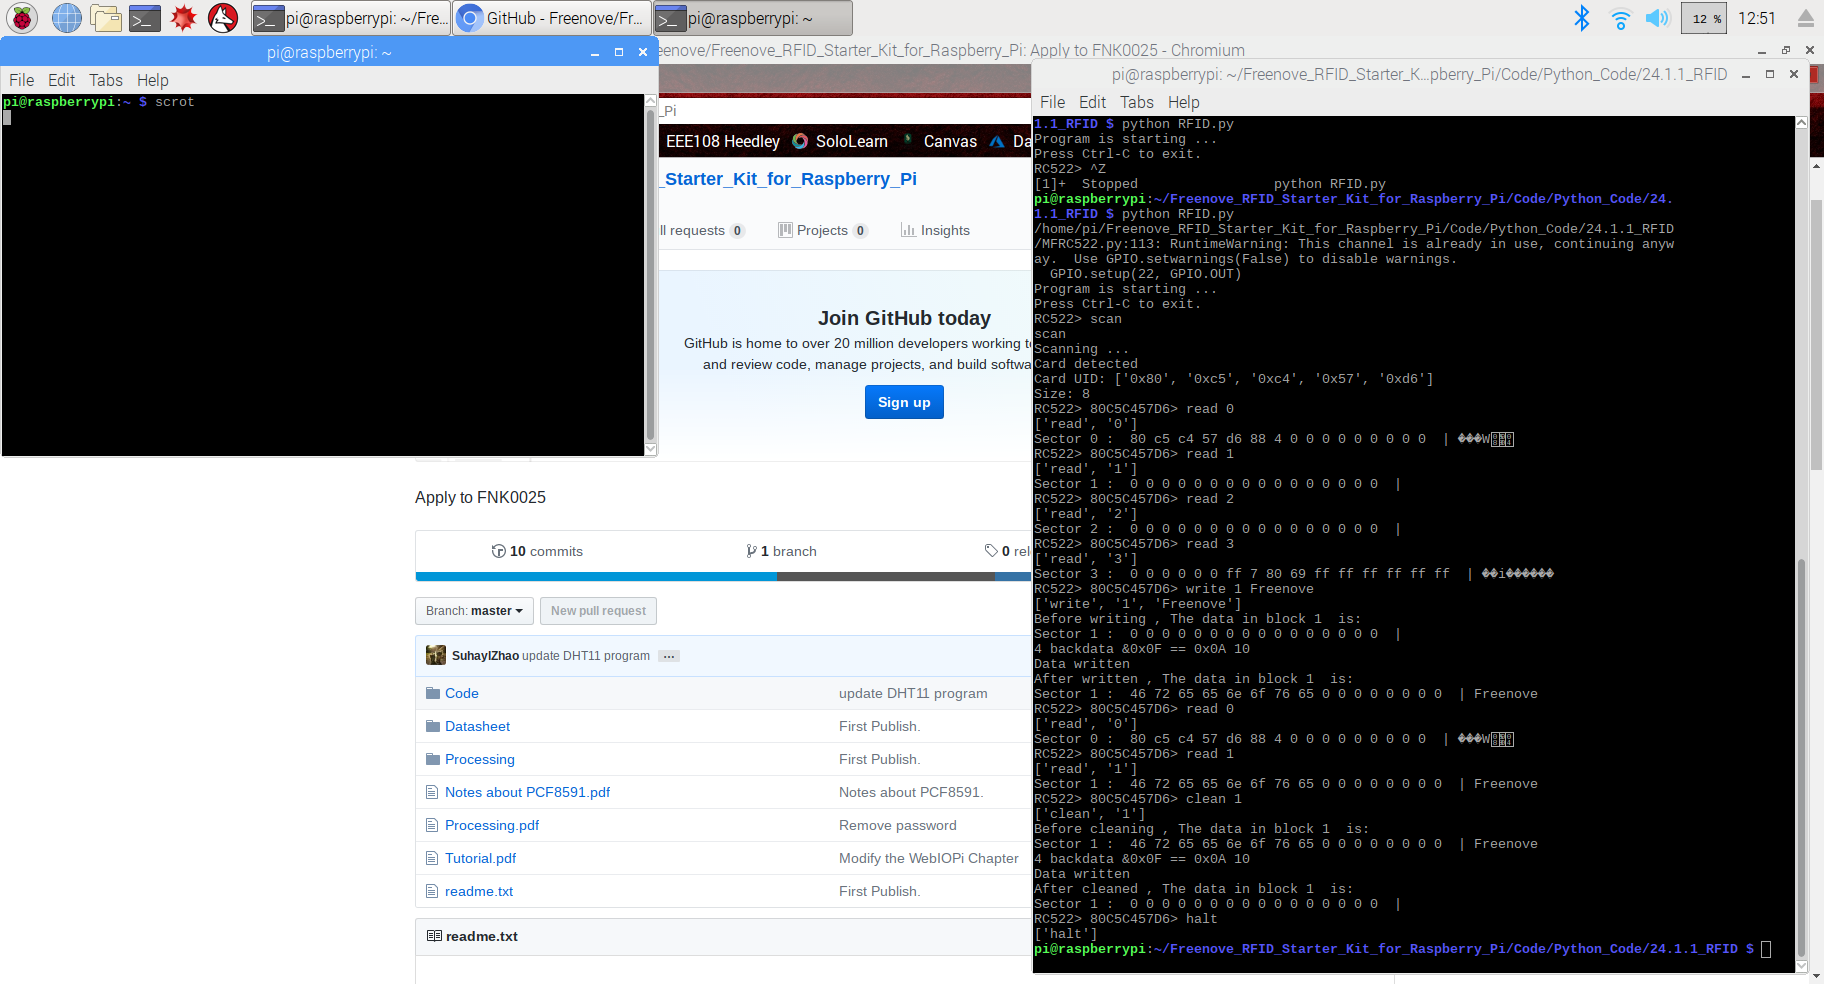 pi@raspberrypi: ~/Fre...
GitHub - Freenove/Fr...
pi@raspberrypi: ~
12 %
12:51
pi@raspberrypi: ~
File Edit Tabs Help
pi@raspberrypi:~ $ scrot
eenove/Freenove_RFID_Starter_Kit_for_Raspberry_Pi: Apply to FNK0025 - Chromium
_Pi
EEE108 Heedley
SoloLearn
Canvas
Da
_Starter_Kit_for_Raspberry_Pi
ll requests 0
Projects 0
Insights
Join GitHub today
GitHub is home to over 20 million developers working t
and review code, manage projects, and build softwa
Sign up
Apply to FNK0025
10 commits
1 branch
0 rel
Branch: master
New pull request
SuhaylZhao update DHT11 program ...
Code update DHT11 program
Datasheet First Publish.
Processing First Publish.
Notes about PCF8591.pdf Notes about PCF8591.
Processing.pdf Remove password
Tutorial.pdf Modify the WebIOPi Chapter
readme.txt First Publish.
readme.txt
pi@raspberrypi: ~/Freenove_RFID_Starter_K...pberry_Pi/Code/Python_Code/24.1.1_RFID
File Edit Tabs Help
1.1_RFID $ python RFID.py
Program is starting ...
Press Ctrl-C to exit.
RC522> ^Z
[1]+  Stopped                 python RFID.py
pi@raspberrypi:~/Freenove_RFID_Starter_Kit_for_Raspberry_Pi/Code/Python_Code/24.
1.1_RFID $ python RFID.py
/home/pi/Freenove_RFID_Starter_Kit_for_Raspberry_Pi/Code/Python_Code/24.1.1_RFID
/MFRC522.py:113: RuntimeWarning: This channel is already in use, continuing anyw
ay.  Use GPIO.setwarnings(False) to disable warnings.
  GPIO.setup(22, GPIO.OUT)
Program is starting ...
Press Ctrl-C to exit.
RC522> scan
scan
Scanning ...
Card detected
Card UID: ['0x80', '0xc5', '0xc4', '0x57', '0xd6']
Size: 8
RC522> 80C5C457D6> read 0
['read', '0']
Sector 0 :  80 c5 c4 57 d6 88 4 0 0 0 0 0 0 0 0 0  | ���W
RC522> 80C5C457D6> read 1
['read', '1']
Sector 1 :  0 0 0 0 0 0 0 0 0 0 0 0 0 0 0 0  |
RC522> 80C5C457D6> read 2
['read', '2']
Sector 2 :  0 0 0 0 0 0 0 0 0 0 0 0 0 0 0 0  |
RC522> 80C5C457D6> read 3
['read', '3']
Sector 3 :  0 0 0 0 0 0 ff 7 80 69 ff ff ff ff ff ff  | ��i������
RC522> 80C5C457D6> write 1 Freenove
['write', '1', 'Freenove']
Before writing , The data in block 1  is:
Sector 1 :  0 0 0 0 0 0 0 0 0 0 0 0 0 0 0 0  |
4 backdata &0x0F == 0x0A 10
Data written
After written , The data in block 1  is:
Sector 1 :  46 72 65 65 6e 6f 76 65 0 0 0 0 0 0 0 0  | Freenove
RC522> 80C5C457D6> read 0
['read', '0']
Sector 0 :  80 c5 c4 57 d6 88 4 0 0 0 0 0 0 0 0 0  | ���W
RC522> 80C5C457D6> read 1
['read', '1']
Sector 1 :  46 72 65 65 6e 6f 76 65 0 0 0 0 0 0 0 0  | Freenove
RC522> 80C5C457D6> clean 1
['clean', '1']
Before cleaning , The data in block 1  is:
Sector 1 :  46 72 65 65 6e 6f 76 65 0 0 0 0 0 0 0 0  | Freenove
4 backdata &0x0F == 0x0A 10
Data written
After cleaned , The data in block 1  is:
Sector 1 :  0 0 0 0 0 0 0 0 0 0 0 0 0 0 0 0  |
RC522> 80C5C457D6> halt
['halt']
pi@raspberrypi:~/Freenove_RFID_Starter_Kit_for_Raspberry_Pi/Code/Python_Code/24.1.1_RFID $